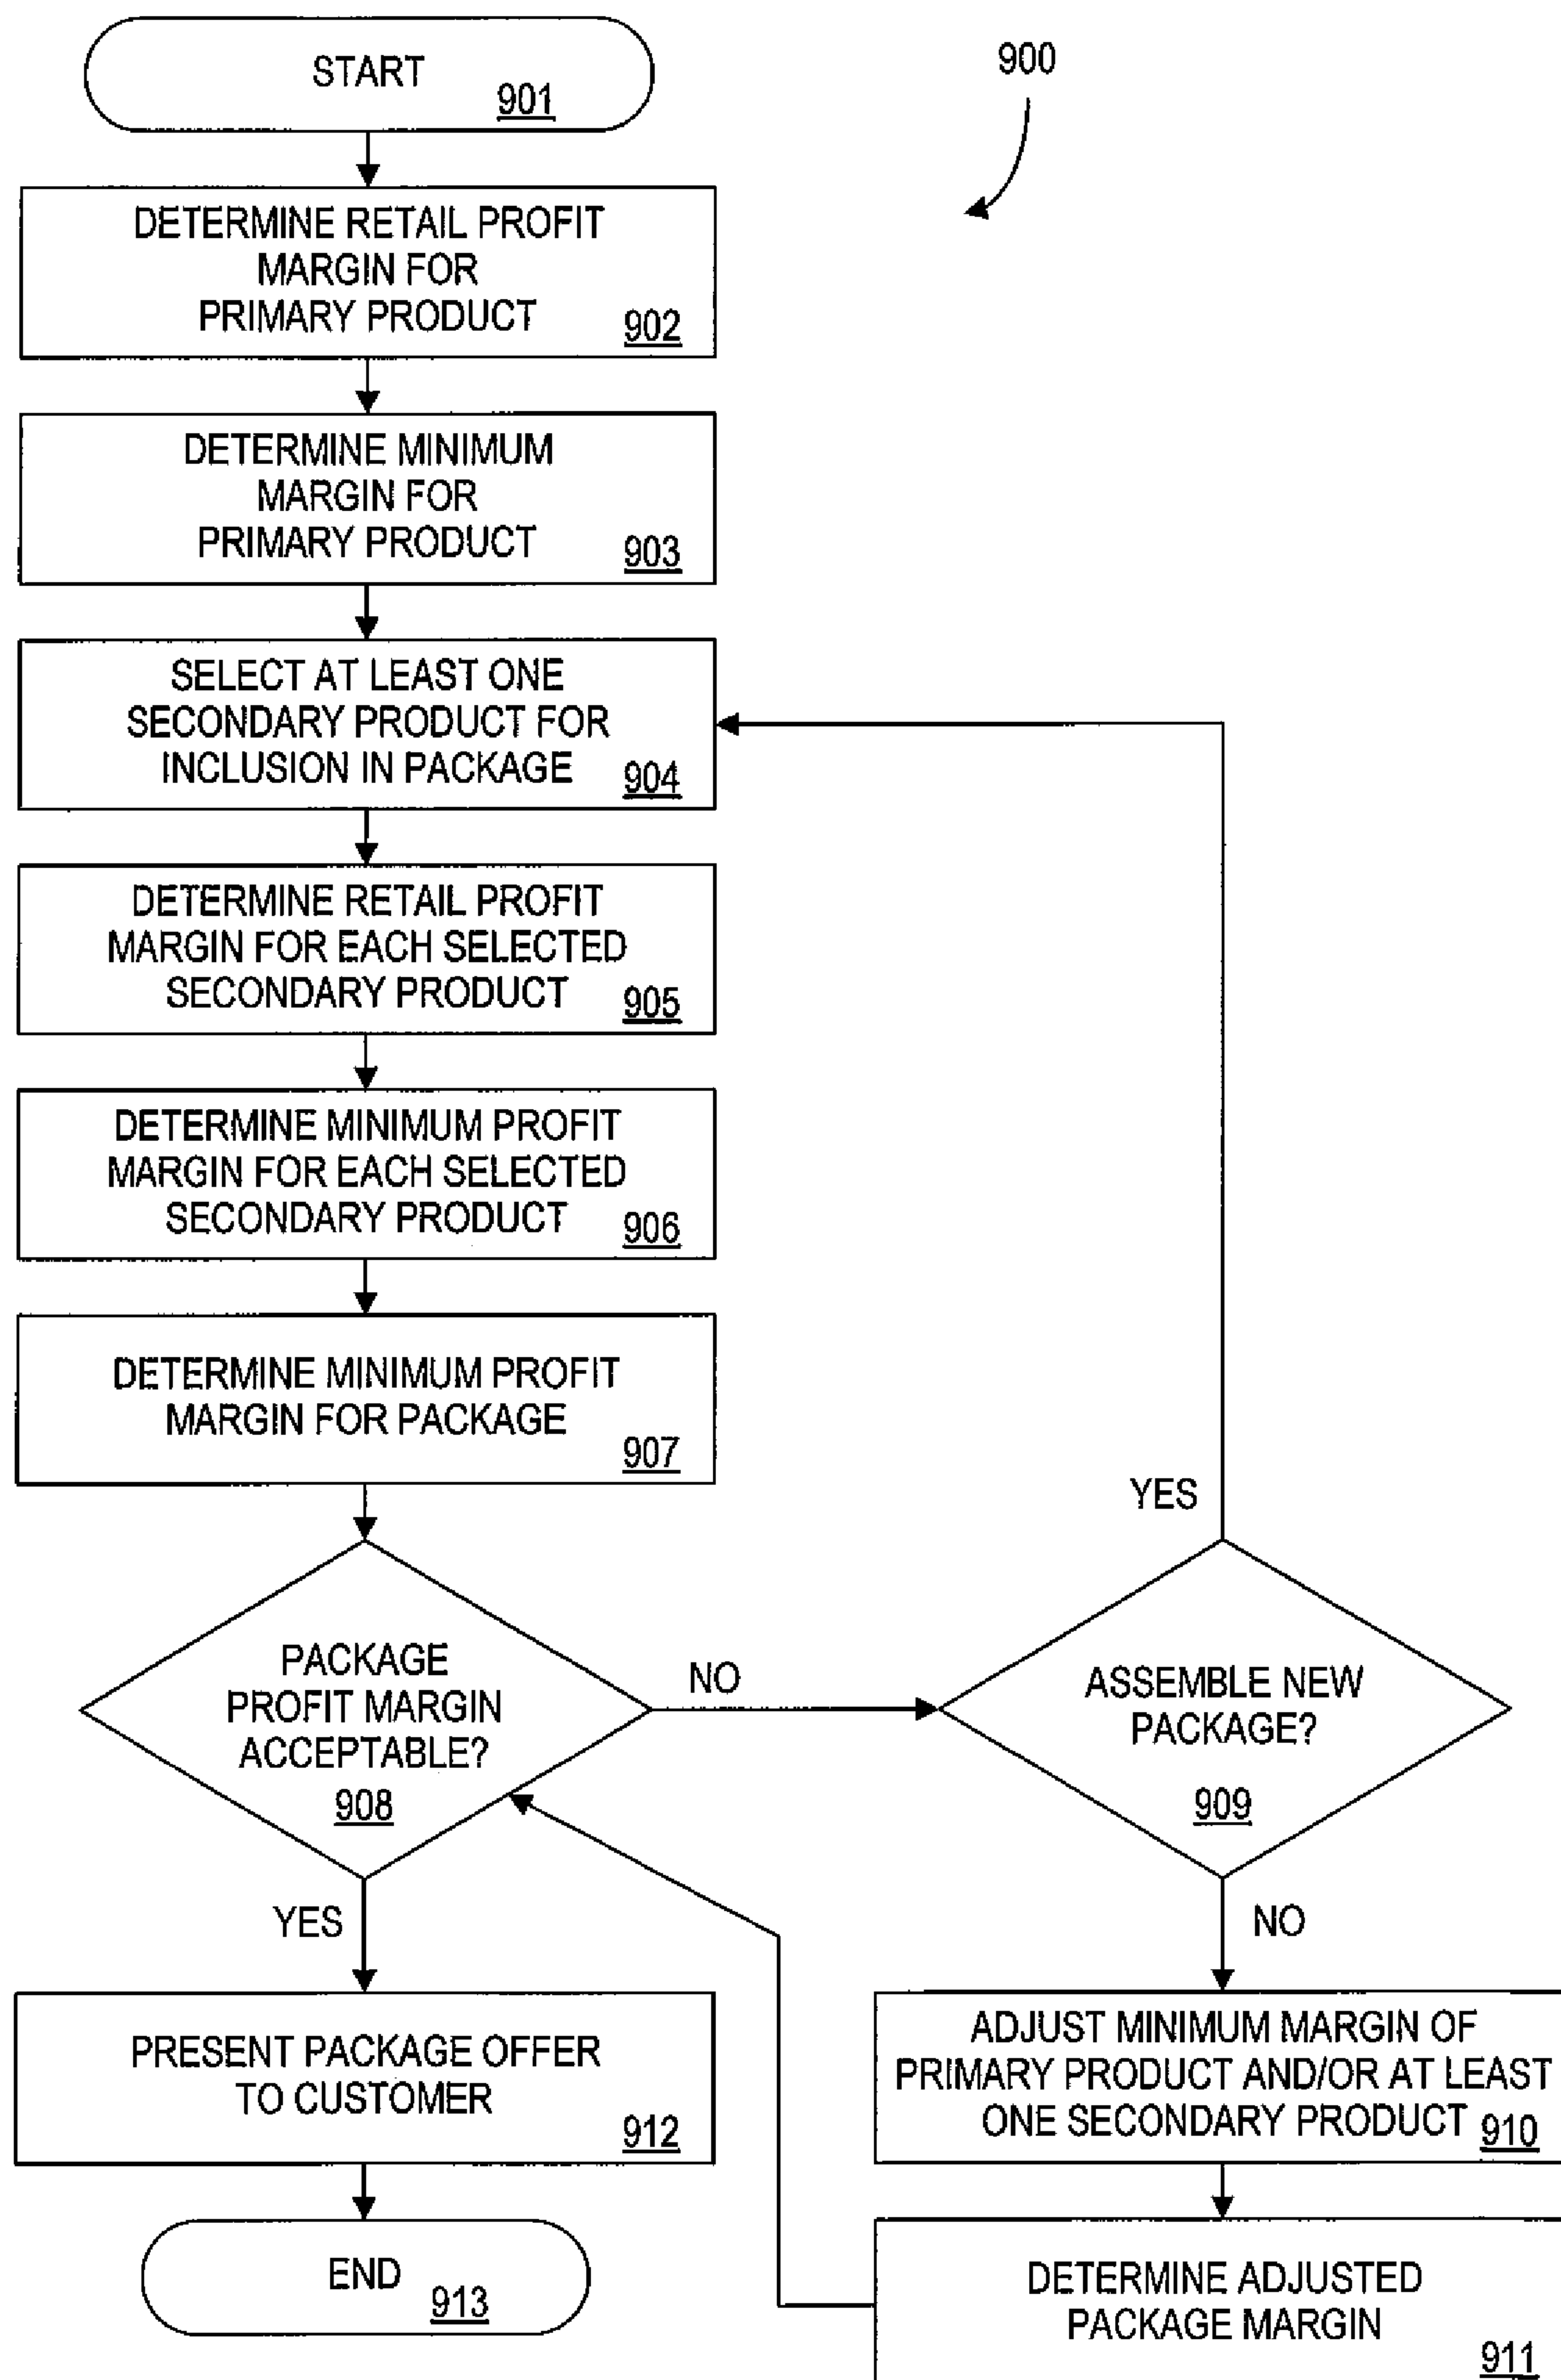 START
901
900
DETERMINE RETAIL PROFIT
MARGIN FOR
PRIMARY PRODUCT
902
DETERMINE MINIMUM
MARGIN FOR
PRIMARY PRODUCT
903
SELECT AT LEAST ONE
SECONDARY PRODUCT FOR
INCLUSION IN PACKAGE
904
DETERMINE RETAIL PROFIT
MARGIN FOR EACH SELECTED
SECONDARY PRODUCT
905
DETERMINE MINIMUM PROFIT
MARGIN FOR EACH SELECTED
SECONDARY PRODUCT
906
DETERMINE MINIMUM PROFIT
MARGIN FOR PACKAGE
907
PACKAGE
PROFIT MARGIN
ACCEPTABLE?
908
NO
YES
ASSEMBLE NEW
PACKAGE?
909
YES
NO
PRESENT PACKAGE OFFER
TO CUSTOMER
912
ADJUST MINIMUM MARGIN OF
PRIMARY PRODUCT AND/OR AT LEAST
ONE SECONDARY PRODUCT
910
END
913
DETERMINE ADJUSTED
PACKAGE MARGIN
911